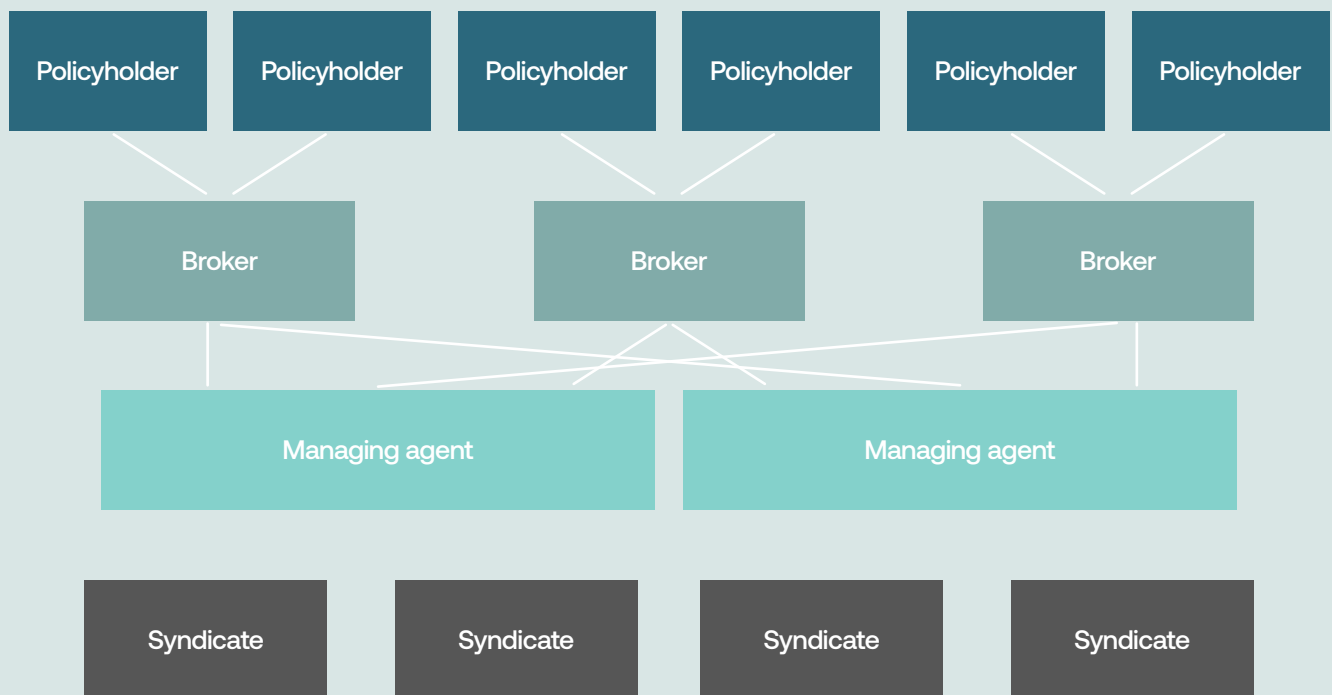 Policyholder Policyholder Policyholder Policyholder Policyholder Policyholder
Broker Broker Broker
Managing agent Managing agent
Syndicate Syndicate Syndicate Syndicate